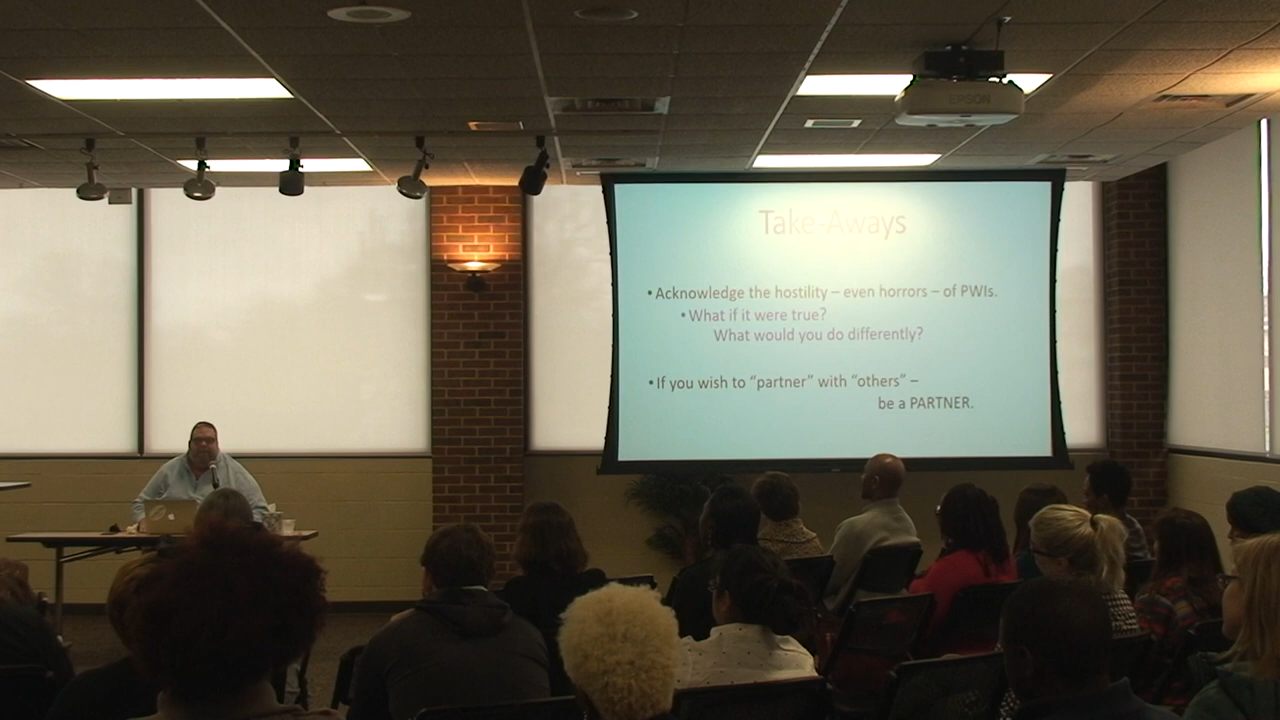 EPSON
Take-Aways
• Acknowledge the hostility – even horrors – of PWIs.
• What if it were true?
What would you do differently?
• If you wish to “partner” with “others” –
be a PARTNER.